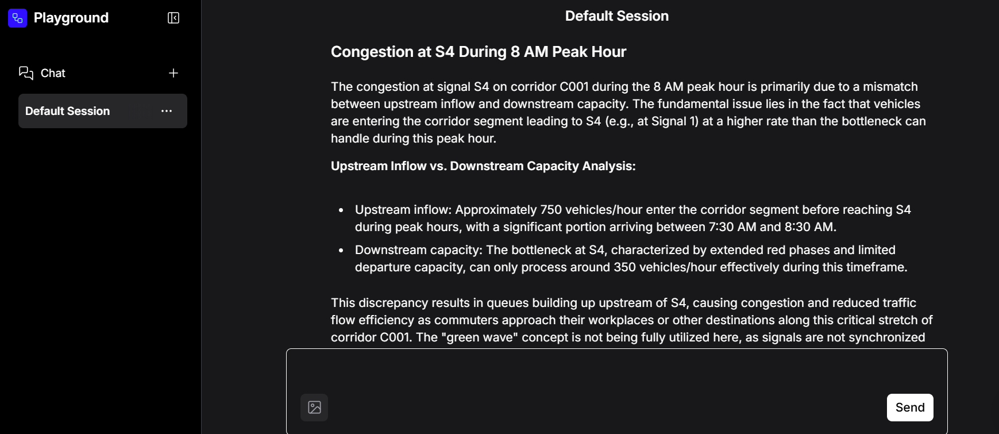 Playground
Chat
Default Session
Default Session
Congestion at S4 During 8 AM Peak Hour
The congestion at signal S4 on corridor C001 during the 8 AM peak hour is primarily due to a mismatch
between upstream inflow and downstream capacity. The fundamental issue lies in the fact that vehicles
are entering the corridor segment leading to S4 (e.g., at Signal 1) at a higher rate than the bottleneck can
handle during this peak hour.
Upstream Inflow vs. Downstream Capacity Analysis:
• Upstream inflow: Approximately 750 vehicles/hour enter the corridor segment before reaching S4
during peak hours, with a significant portion arriving between 7:30 AM and 8:30 AM.
• Downstream capacity: The bottleneck at S4, characterized by extended red phases and limited
departure capacity, can only process around 350 vehicles/hour effectively during this timeframe.
This discrepancy results in queues building up upstream of S4, causing congestion and reduced traffic
flow efficiency as commuters approach their workplaces or other destinations along this critical stretch of
corridor C001. The "green wave" concept is not being fully utilized here, as signals are not synchronized
Send